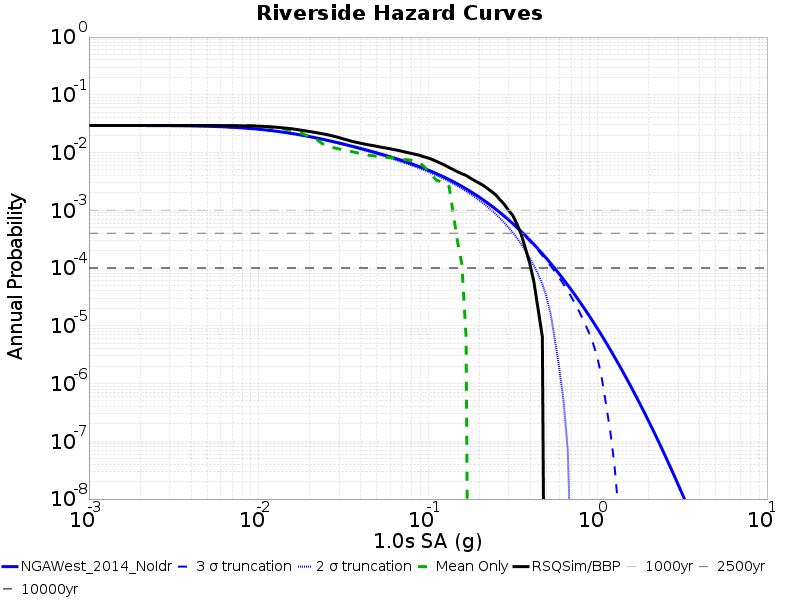 Riverside Hazard Curves
10^0
10^-1
10^-2
10^-3
10^-4
10^-5
10^-6
10^-7
10^-8
Annual Probability
10^-3 10^-2 10^-1 10^0 10^1
1.0s SA (g)
NGAWest_2014_NoIdr 3 σ truncation 2 σ truncation Mean Only RSQSim/BBP 1000yr 2500yr
10000yr